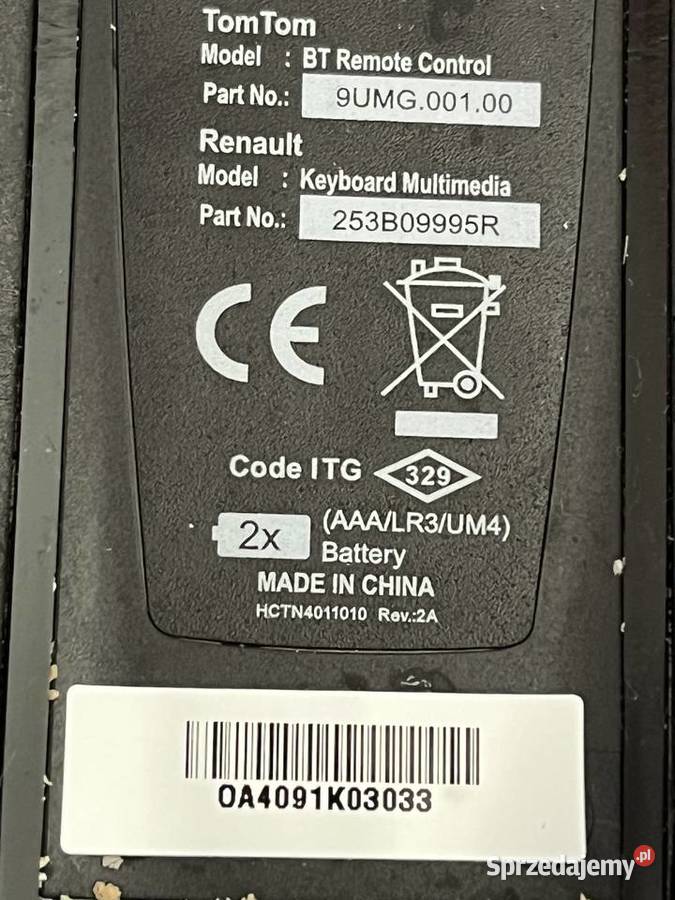 TomTom
Model : BT Remote Control
Part No.: 9UMG.001.00
Renault
Model : Keyboard Multimedia
Part No.: 253B09995R
CE
Code ITG 329
2x (AAA/LR3/UM4)
Battery
MADE IN CHINA
HCTN4011010 Rev.:2A
0A4091K03033
Sprzedajemy.pl